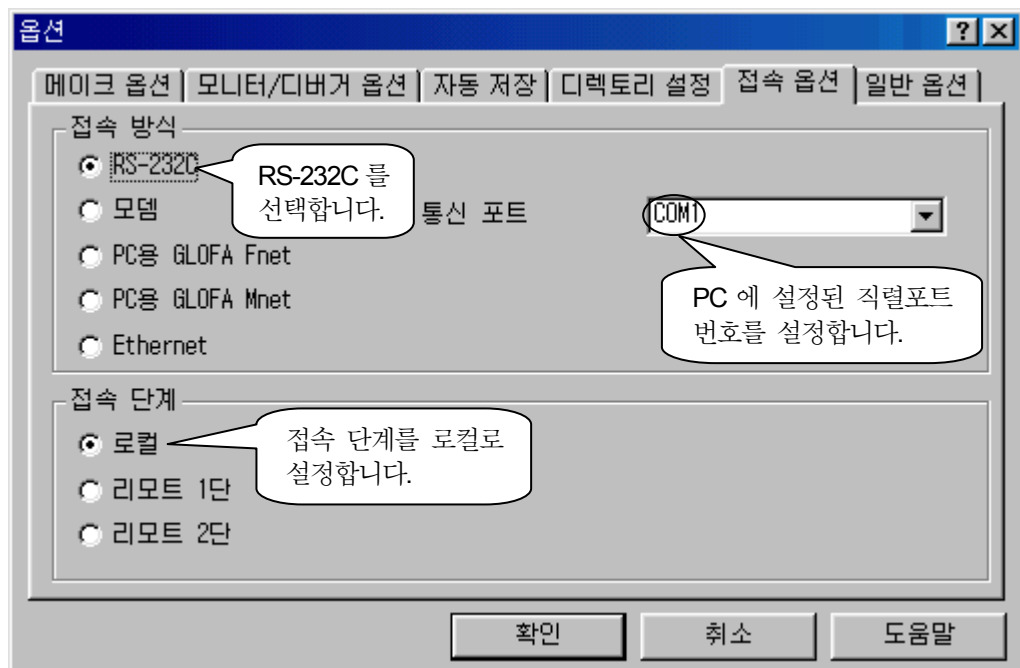 옵션
메이크 옵션 모니터/디버거 옵션 자동 저장 디렉토리 설정 접속 옵션 일반 옵션
접속 방식
RS-232C
RS-232C 를
선택합니다.
모뎀
통신 포트
COM1
PC용 GLOFA Fnet
PC 에 설정된 직렬포트
번호를 설정합니다.
PC용 GLOFA Mnet
Ethernet
접속 단계
로컬
접속 단계를 로컬로
설정합니다.
리모트 1단
리모트 2단
확인 취소 도움말